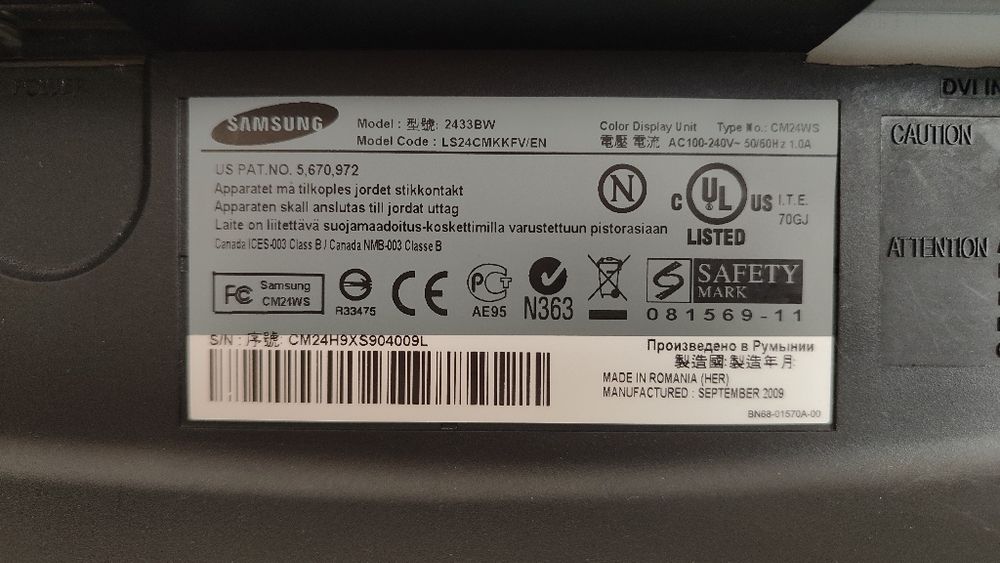 POWER
DVI IN
SAMSUNG
Model : 型號: 2433BW
Model Code : LS24CMKKFV/EN
Color Display Unit Type No.: CM24WS
電壓 電流 AC100-240V~ 50/60Hz 1.0A
US PAT.NO. 5,670,972
Apparatet må tilkoples jordet stikkontakt
Apparaten skall anslutas till jordat uttag
Laite on liitettävä suojamaadoitus-koskettimilla varustettuun pistorasiaan
Canada ICES-003 Class B / Canada NMB-003 Classe B
N
C UL US
LISTED
I.T.E.
70GJ
FC Samsung
CM24WS
R33475
CE
AE95
N363
S SAFETY
MARK
081569-11
S/N : 序號: CM24H9XS904009L
Произведено в Румынии
製造國:製造年月:
MADE IN ROMANIA (HER)
MANUFACTURED : SEPTEMBER 2009
BN68-01570A-00
CAUTION
ATTENTION